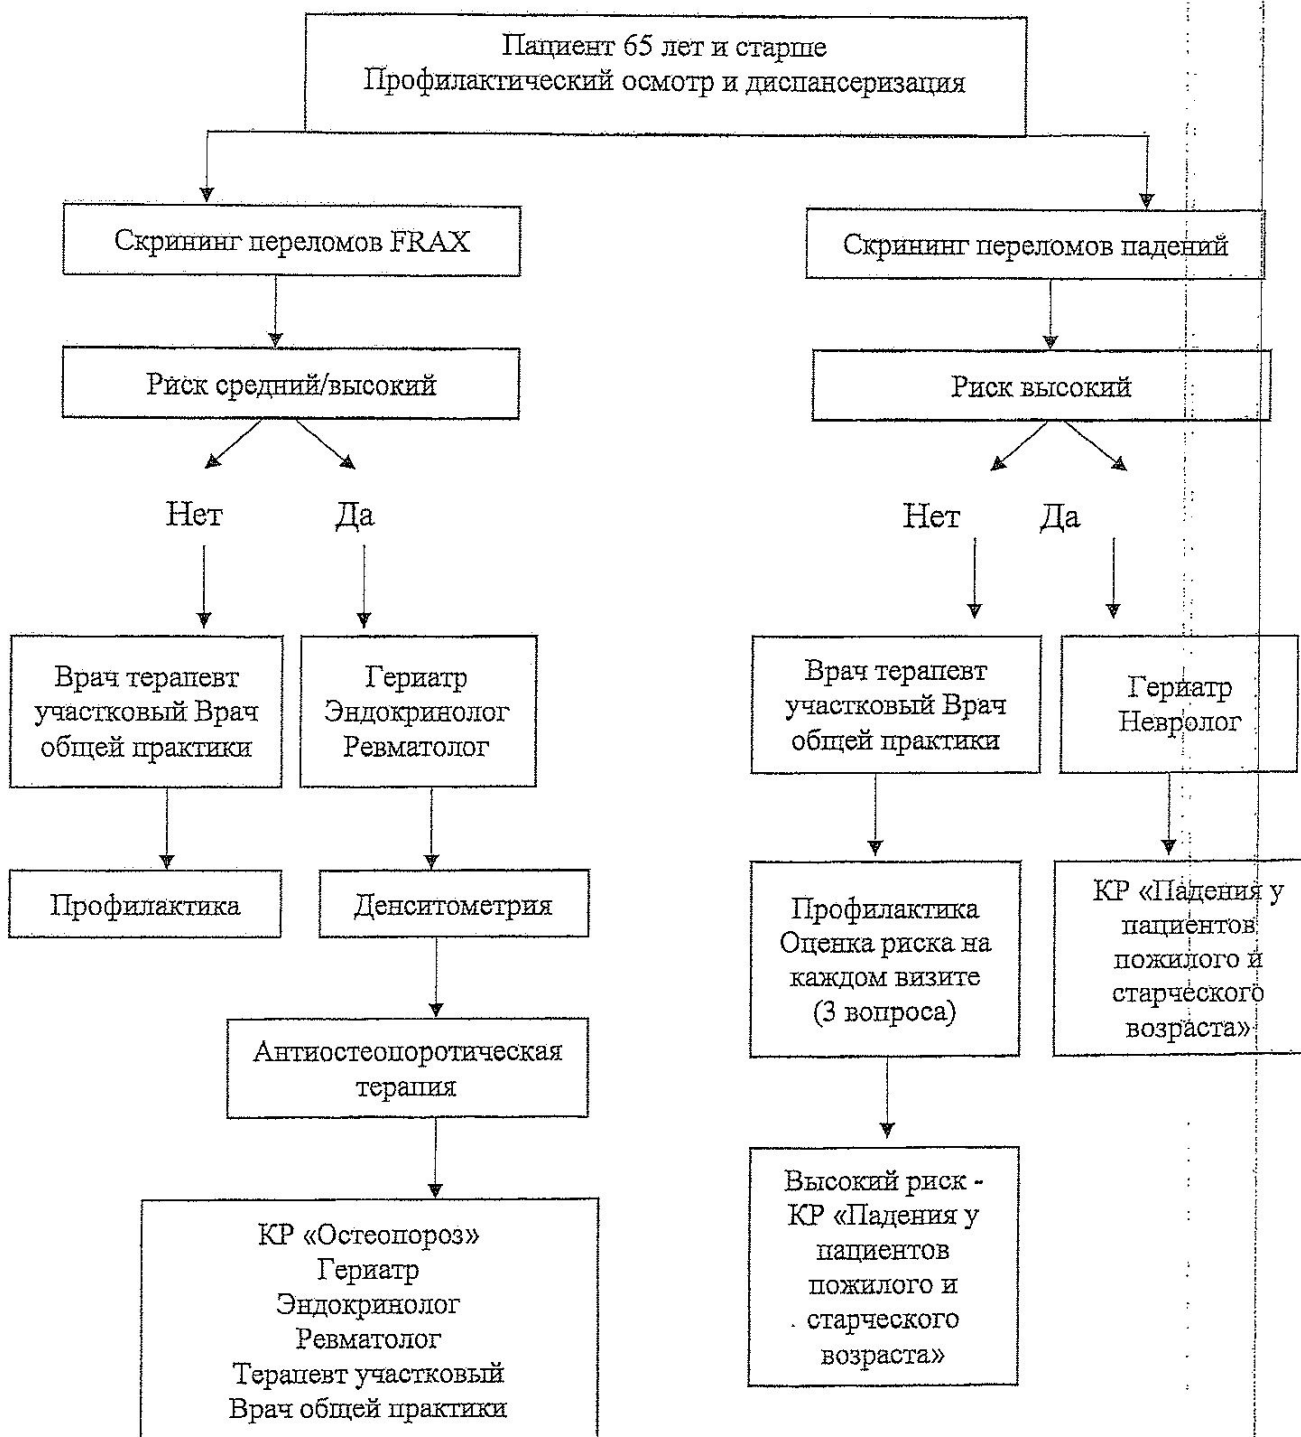 Пациент 65 лет и старше
Профилактический осмотр и диспансеризация
Скрининг переломов FRAX
Риск средний/высокий
Нет
Да
Врач терапевт
участковый Врач
общей практики
Гериатр
Эндокринолог
Ревматолог
Профилактика
Денситометрия
Антиостеопоротическая
терапия
КР «Остеопороз»
Гериатр
Эндокринолог
Ревматолог
Терапевт участковый
Врач общей практики
Скрининг переломов падений
Риск высокий
Нет
Да
Врач терапевт
участковый Врач
общей практики
Гериатр
Невролог
Профилактика
Оценка риска на
каждом визите
(3 вопроса)
КР «Падения у
пациентов
пожилого и
старческого
возраста»
Высокий риск -
КР «Падения у
пациентов
пожилого и
старческого
возраста»